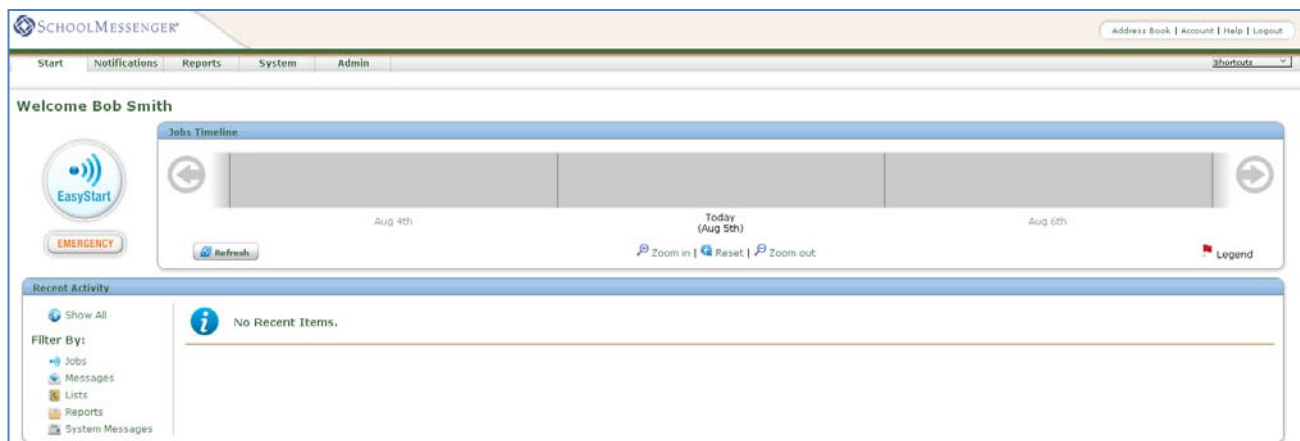 SCHOOLMESSENGER®
Address Book | Account | Help | Logout
Start Notifications Reports System Admin
Shortcuts
Welcome Bob Smith
Jobs Timeline
EasyStart
EMERGENCY
Aug 4th
Today
(Aug 5th)
Aug 6th
Refresh
Zoom in | Reset | Zoom out
Legend
Recent Activity
Show All
No Recent Items.
Filter By:
Jobs
Messages
Lists
Reports
System Messages